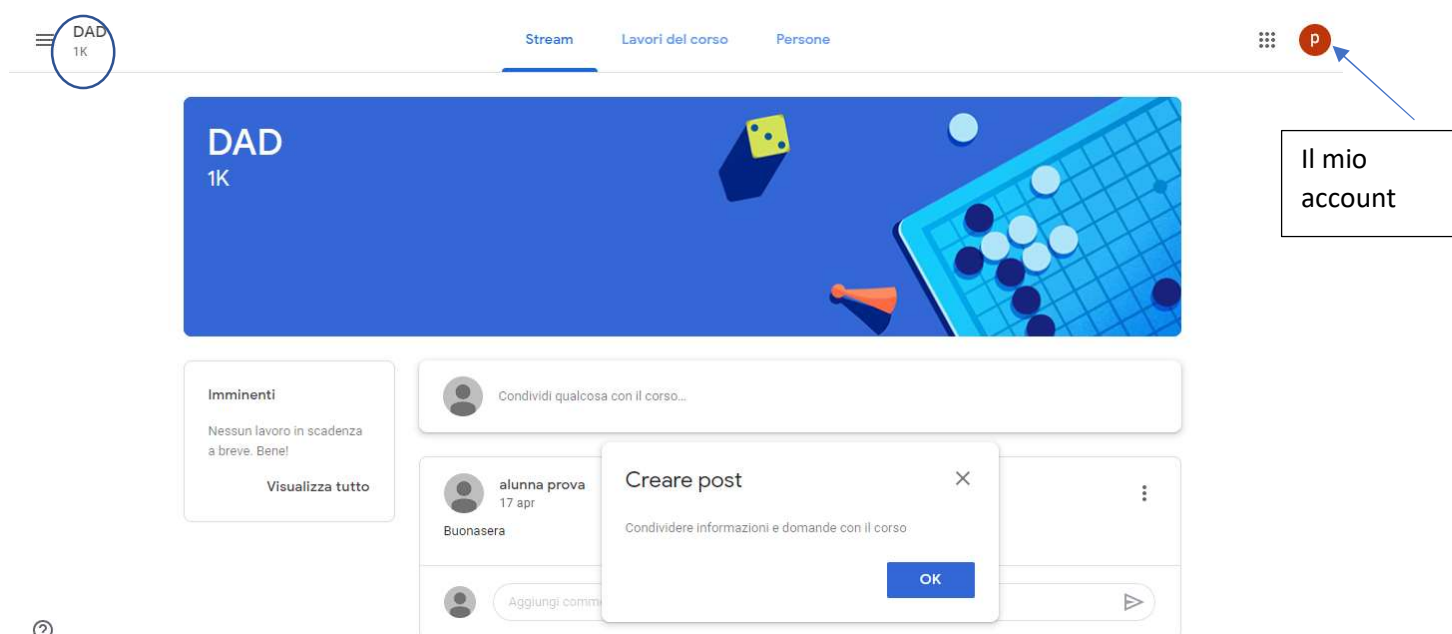 DAD
1K
Stream Lavori del corso Persone
p
Il mio
account
DAD
1K
Imminenti
Nessun lavoro in scadenza
a breve. Bene!
Visualizza tutto
Condividi qualcosa con il corso...
alunna prova
17 apr
Buonasera
Creare post
Condividere informazioni e domande con il corso
OK
Aggiungi comm